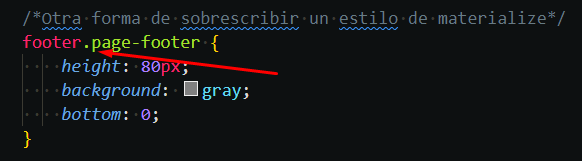 /*Otra forma de sobrescribir un estilo de materialize*/
footer.page-footer {
height: 80px;
background: gray;
bottom: 0;
}